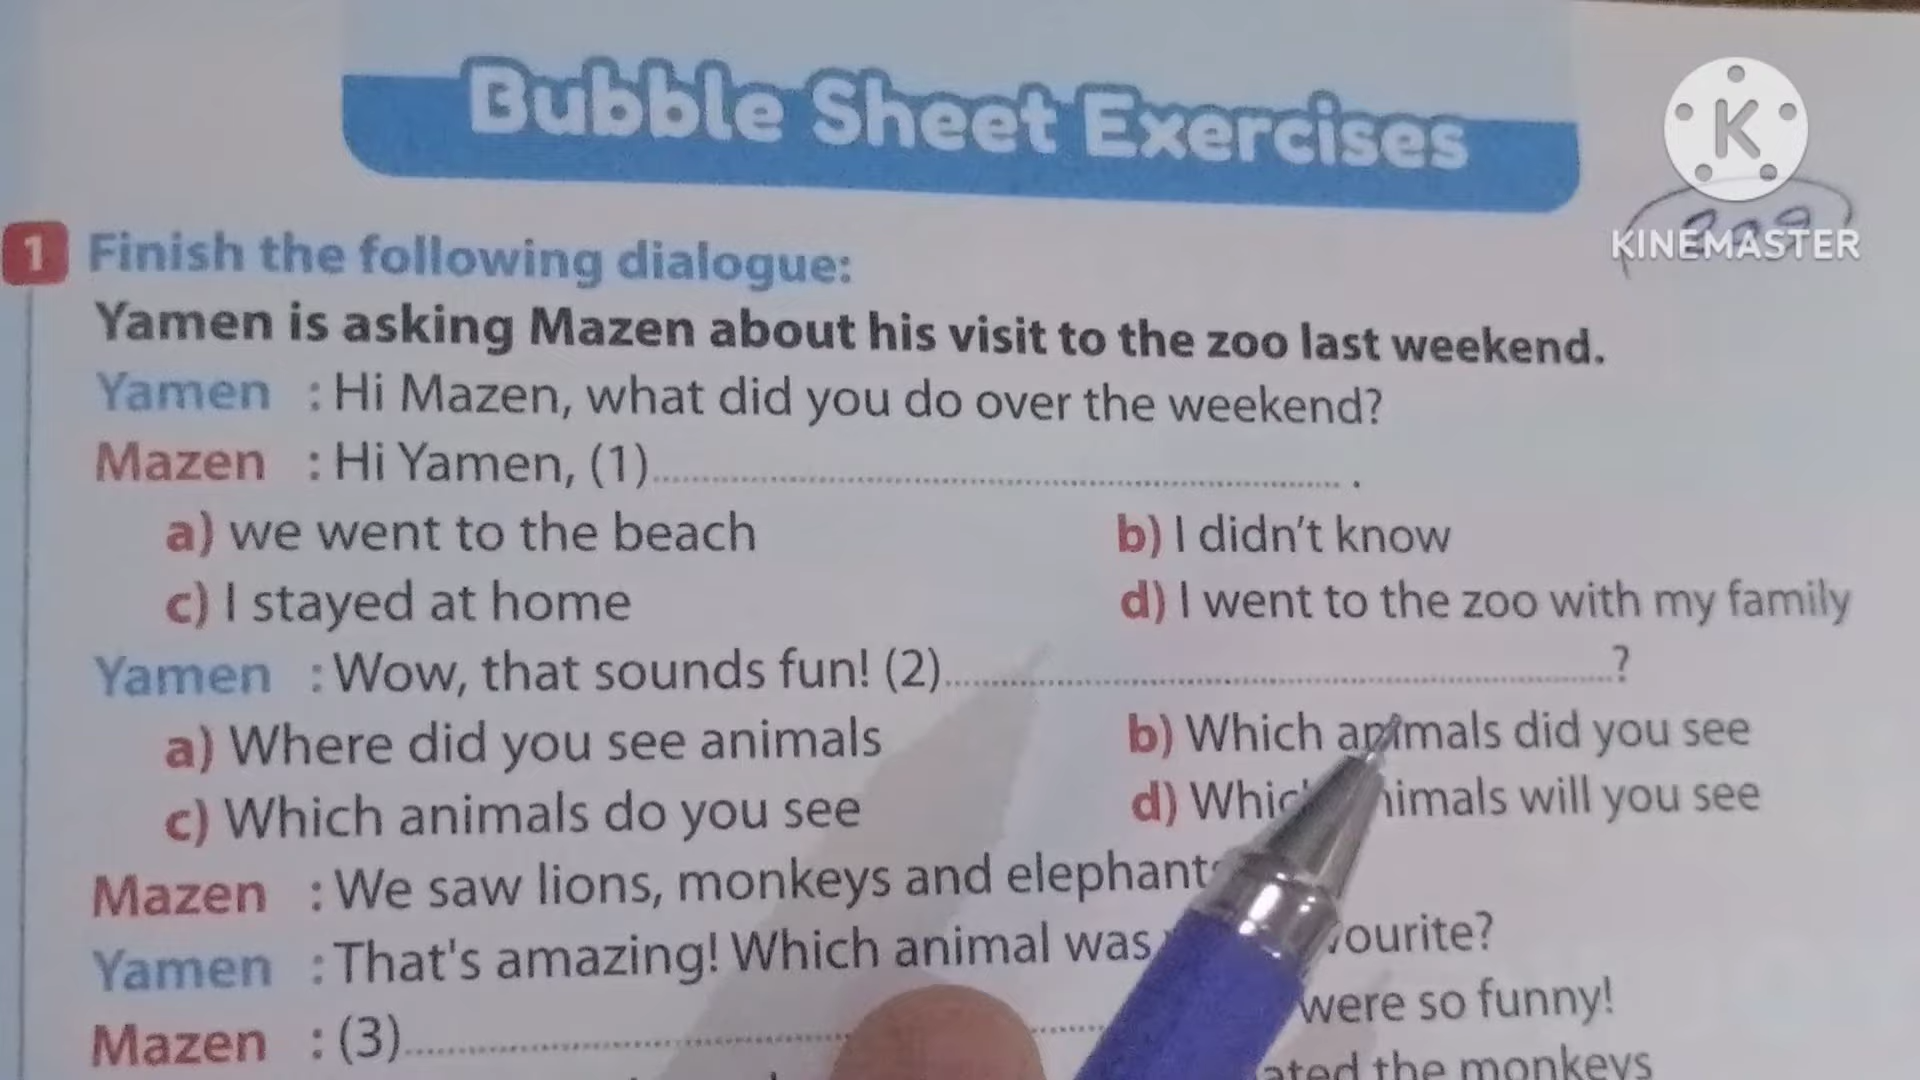 Bubble Sheet Exercises
K
KINEMASTER
1 Finish the following dialogue:
Yamen is asking Mazen about his visit to the zoo last weekend.
Yamen : Hi Mazen, what did you do over the weekend?
Mazen : Hi Yamen, (1).................................................. .
a) we went to the beach b) I didn't know
c) I stayed at home d) I went to the zoo with my family
Yamen : Wow, that sounds fun! (2)..................................................?
a) Where did you see animals b) Which animals did you see
c) Which animals do you see d) Which animals will you see
Mazen : We saw lions, monkeys and elephants
Yamen : That's amazing! Which animal was favourite?
Mazen : (3).................................................. were so funny!
the monkeys